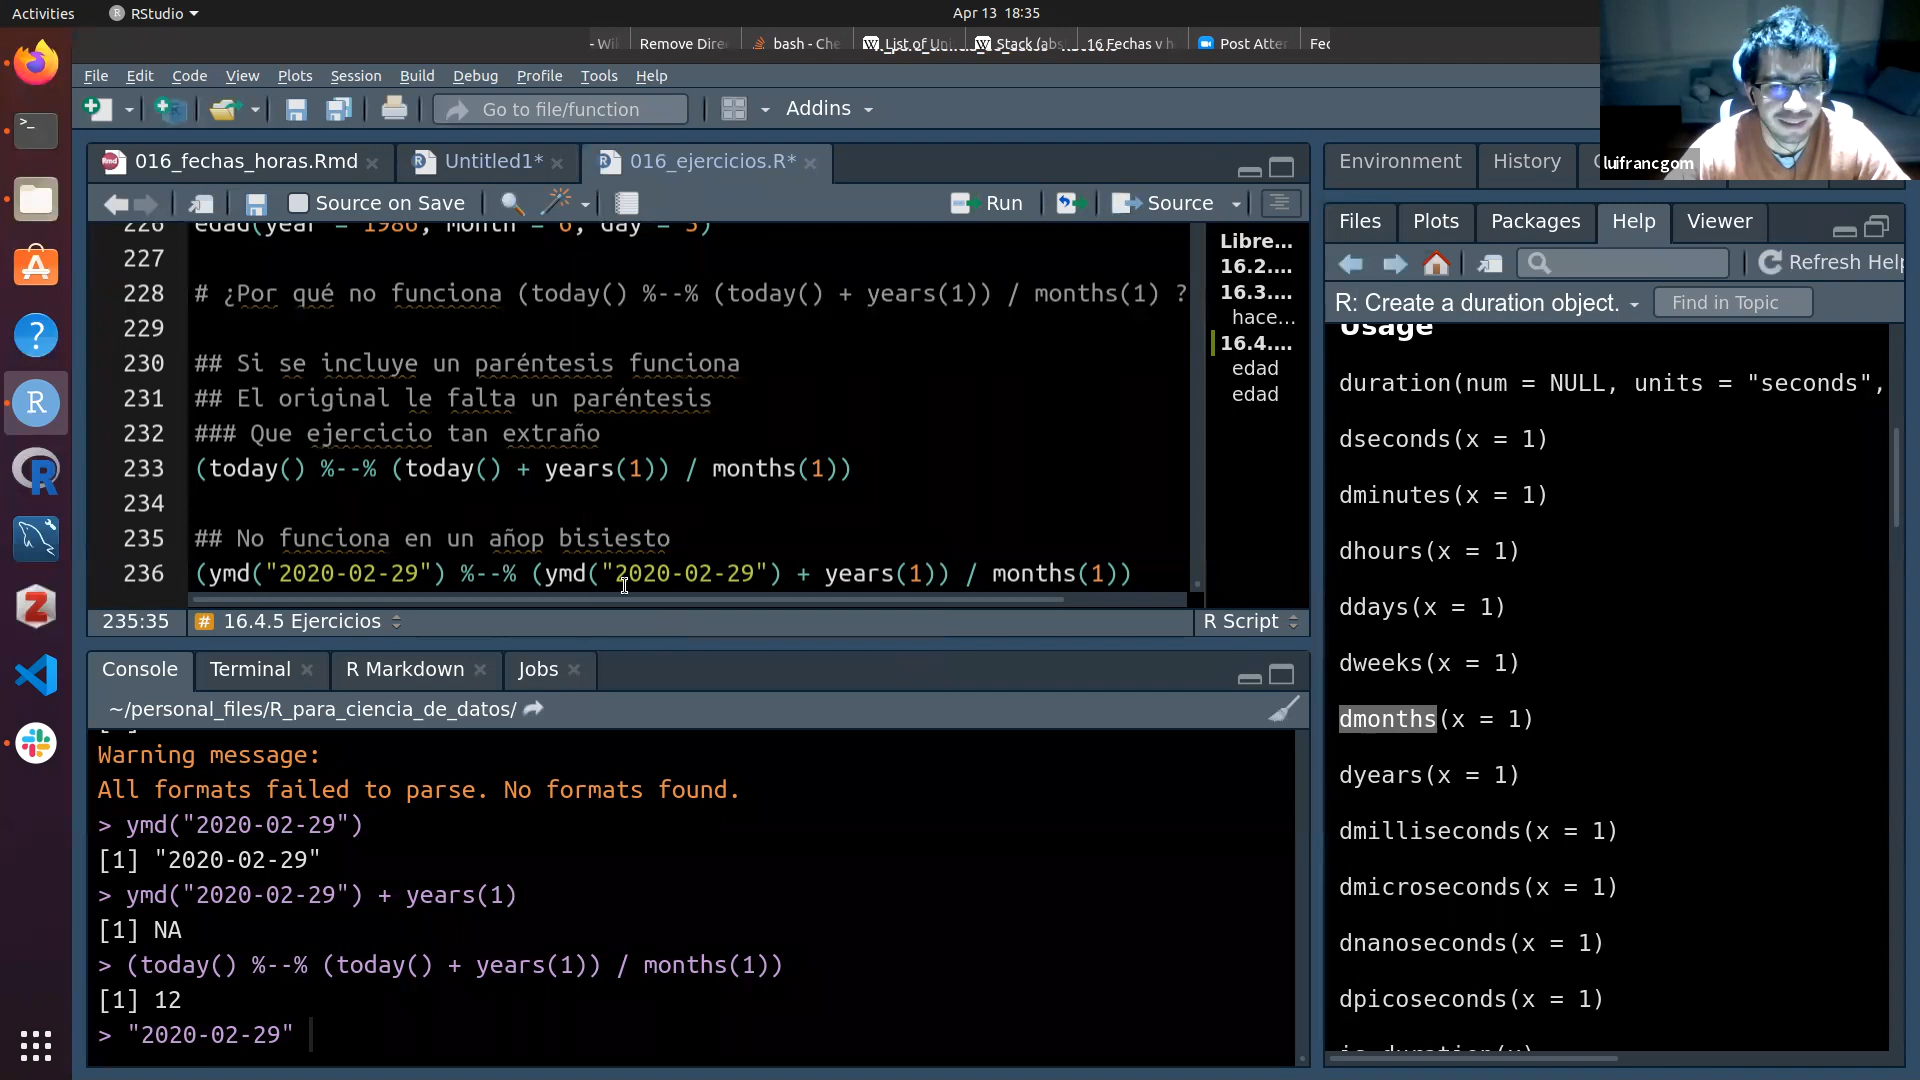 Activities
RStudio
Apr 13 18:35
- Wil
Remove Dire
bash - Che
List of Uni
Stack (abs
16 Fechas y h
Post Atten
Fec
File Edit Code View Plots Session Build Debug Profile Tools Help
Go to file/function
Addins
luifrancgom
016_fechas_horas.Rmd
Untitled1*
016_ejercicios.R*
Source on Save
Run
Source
226 edad(year = 1986, month = 6, day = 3)
227
228 # ¿Por qué no funciona (today() %--% (today() + years(1)) / months(1) ?
229
230 ## Si se incluye un paréntesis funciona
231 ## El original le falta un paréntesis
232 ### Que ejercicio tan extraño
233 (today() %--% (today() + years(1)) / months(1))
234
235 ## No funciona en un añop bisiesto
236 (ymd("2020-02-29") %--% (ymd("2020-02-29") + years(1)) / months(1))
Libre...
16.2....
16.3....
hace...
16.4....
edad
edad
235:35
16.4.5 Ejercicios
R Script
Console
Terminal
R Markdown
Jobs
~/personal_files/R_para_ciencia_de_datos/
Warning message:
All formats failed to parse. No formats found.
> ymd("2020-02-29")
[1] "2020-02-29"
> ymd("2020-02-29") + years(1)
[1] NA
> (today() %--% (today() + years(1)) / months(1))
[1] 12
> "2020-02-29"
Environment
History
Files
Plots
Packages
Help
Viewer
Refresh Help
R: Create a duration object.
Find in Topic
Usage
duration(num = NULL, units = "seconds",
dseconds(x = 1)
dminutes(x = 1)
dhours(x = 1)
ddays(x = 1)
dweeks(x = 1)
dmonths(x = 1)
dyears(x = 1)
dmilliseconds(x = 1)
dmicroseconds(x = 1)
dnanoseconds(x = 1)
dpicoseconds(x = 1)
is.duration(x)